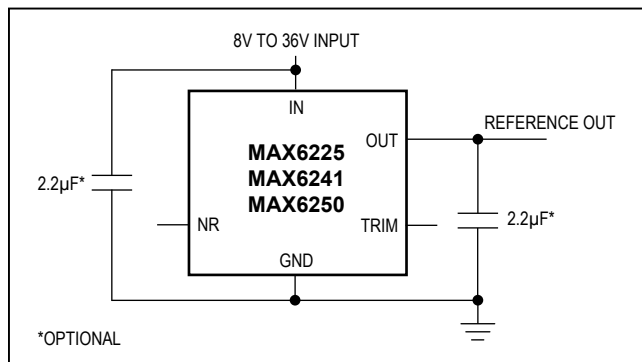 8V TO 36V INPUT
IN
OUT
REFERENCE OUT
MAX6225
MAX6241
MAX6250
2.2µF*
NR
TRIM
2.2µF*
GND
*OPTIONAL